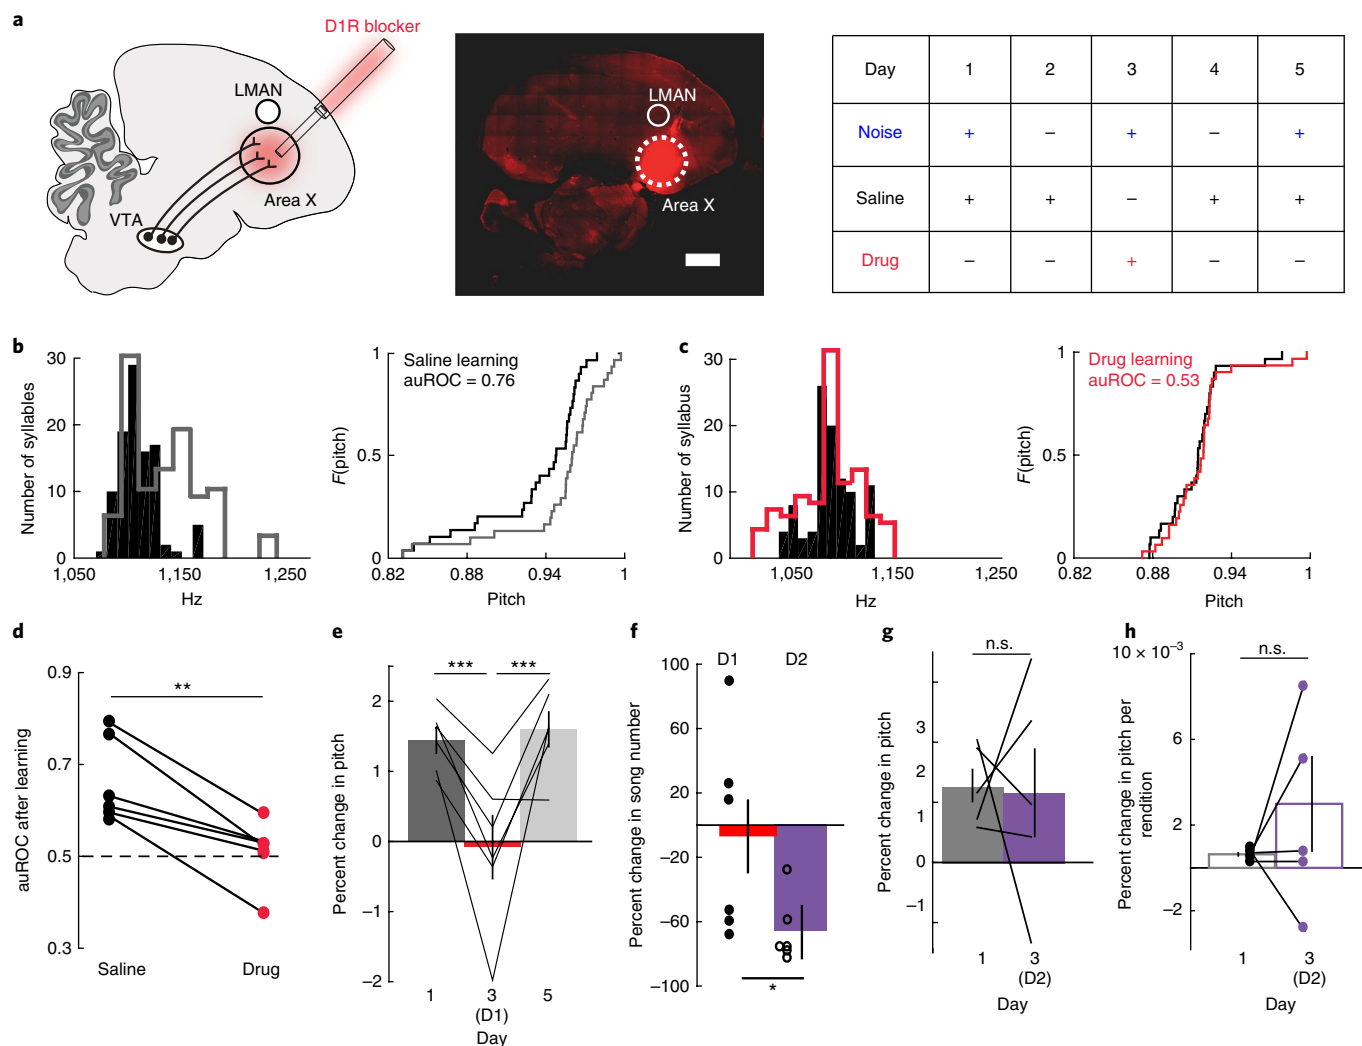 a
D1R blocker
LMAN
Area X
VTA
LMAN
Area X
Day 1 2 3 4 5
Noise + – + – +
Saline + + – + +
Drug – – + – –
b
Number of syllables
30
20
10
0
1,050 1,150 1,250
Hz
Saline learning
auROC = 0.76
F(pitch)
1
0.5
0
0.82 0.88 0.94 1
Pitch
c
Number of syllabus
30
20
10
0
1,050 1,150 1,250
Hz
Drug learning
auROC = 0.53
F(pitch)
1
0.5
0
0.82 0.88 0.94 1
Pitch
d
auROC after learning
0.9
0.7
0.5
0.3
**
Saline Drug
e
Percent change in pitch
2
1
0
–1
–2
*** ***
1 3 5
(D1)
Day
f
Percent change in song number
100
60
20
–20
–60
–100
D1 D2
*
g
Percent change in pitch
3
2
1
0
–1
n.s.
1 3
(D2)
Day
h
Percent change in pitch per
rendition
10 × 10⁻³
6
2
–2
n.s.
1 3
(D2)
Day